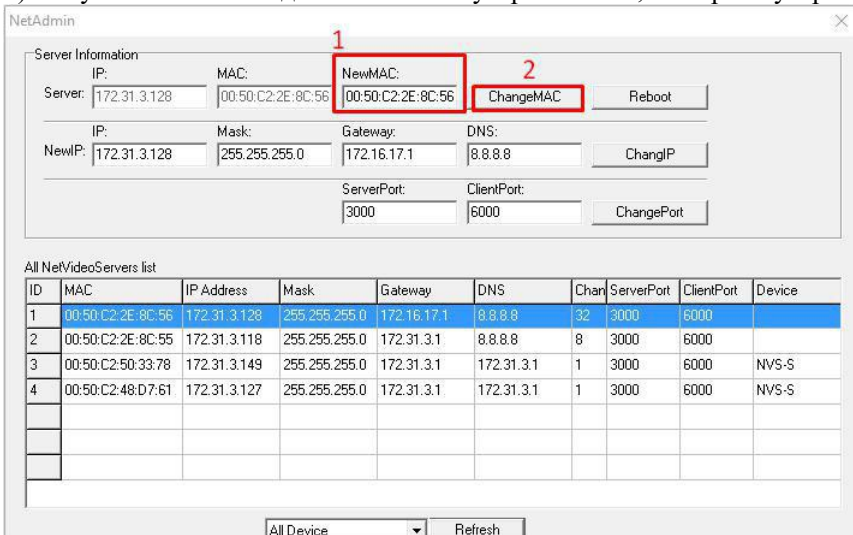 NetAdmin
1
Server Information
IP: MAC: NewMAC: 2
Server: 172.31.3.128 00:50:C2:2E:8C:56 00:50:C2:2E:8C:56 ChangeMAC Reboot
IP: Mask: Gateway: DNS:
NewIP: 172.31.3.128 255.255.255.0 172.16.17.1 8.8.8.8 ChangIP
ServerPort: ClientPort:
3000 6000 ChangePort
All NetVideoServers list
ID MAC IP Address Mask Gateway DNS Chan ServerPort ClientPort Device
1 00:50:C2:2E:8C:56 172.31.3.128 255.255.255.0 172.16.17.1 8.8.8.8 32 3000 6000
2 00:50:C2:2E:8C:55 172.31.3.118 255.255.255.0 172.31.3.1 8.8.8.8 8 3000 6000
3 00:50:C2:50:33:78 172.31.3.149 255.255.255.0 172.31.3.1 172.31.3.1 1 3000 6000 NVS-S
4 00:50:C2:48:D7:61 172.31.3.127 255.255.255.0 172.31.3.1 172.31.3.1 1 3000 6000 NVS-S
All Device Refresh